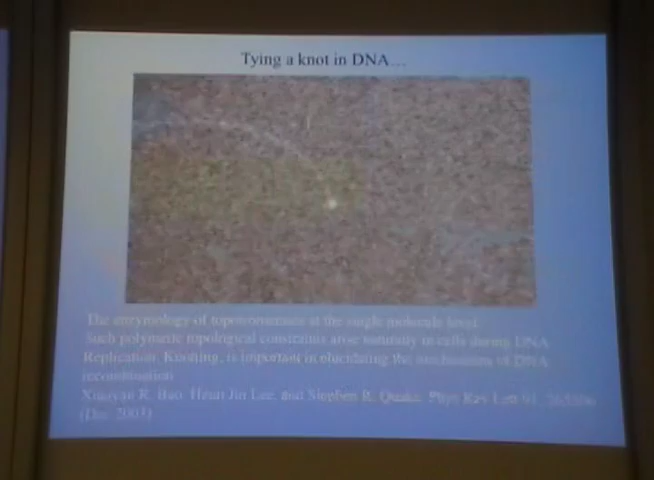 Tying a knot in DNA…
The enzymology of topoisomerases at the single molecule level.
Such polymeric topological constraints arise naturally in cells during DNA
Replication. Knotting, is important in elucidating the mechanisms of DNA
recombination
R. Bao, Heun Jin Lee, and Stephen R. Quake, Phys Rev Lett 91,
(Dec. 2003)